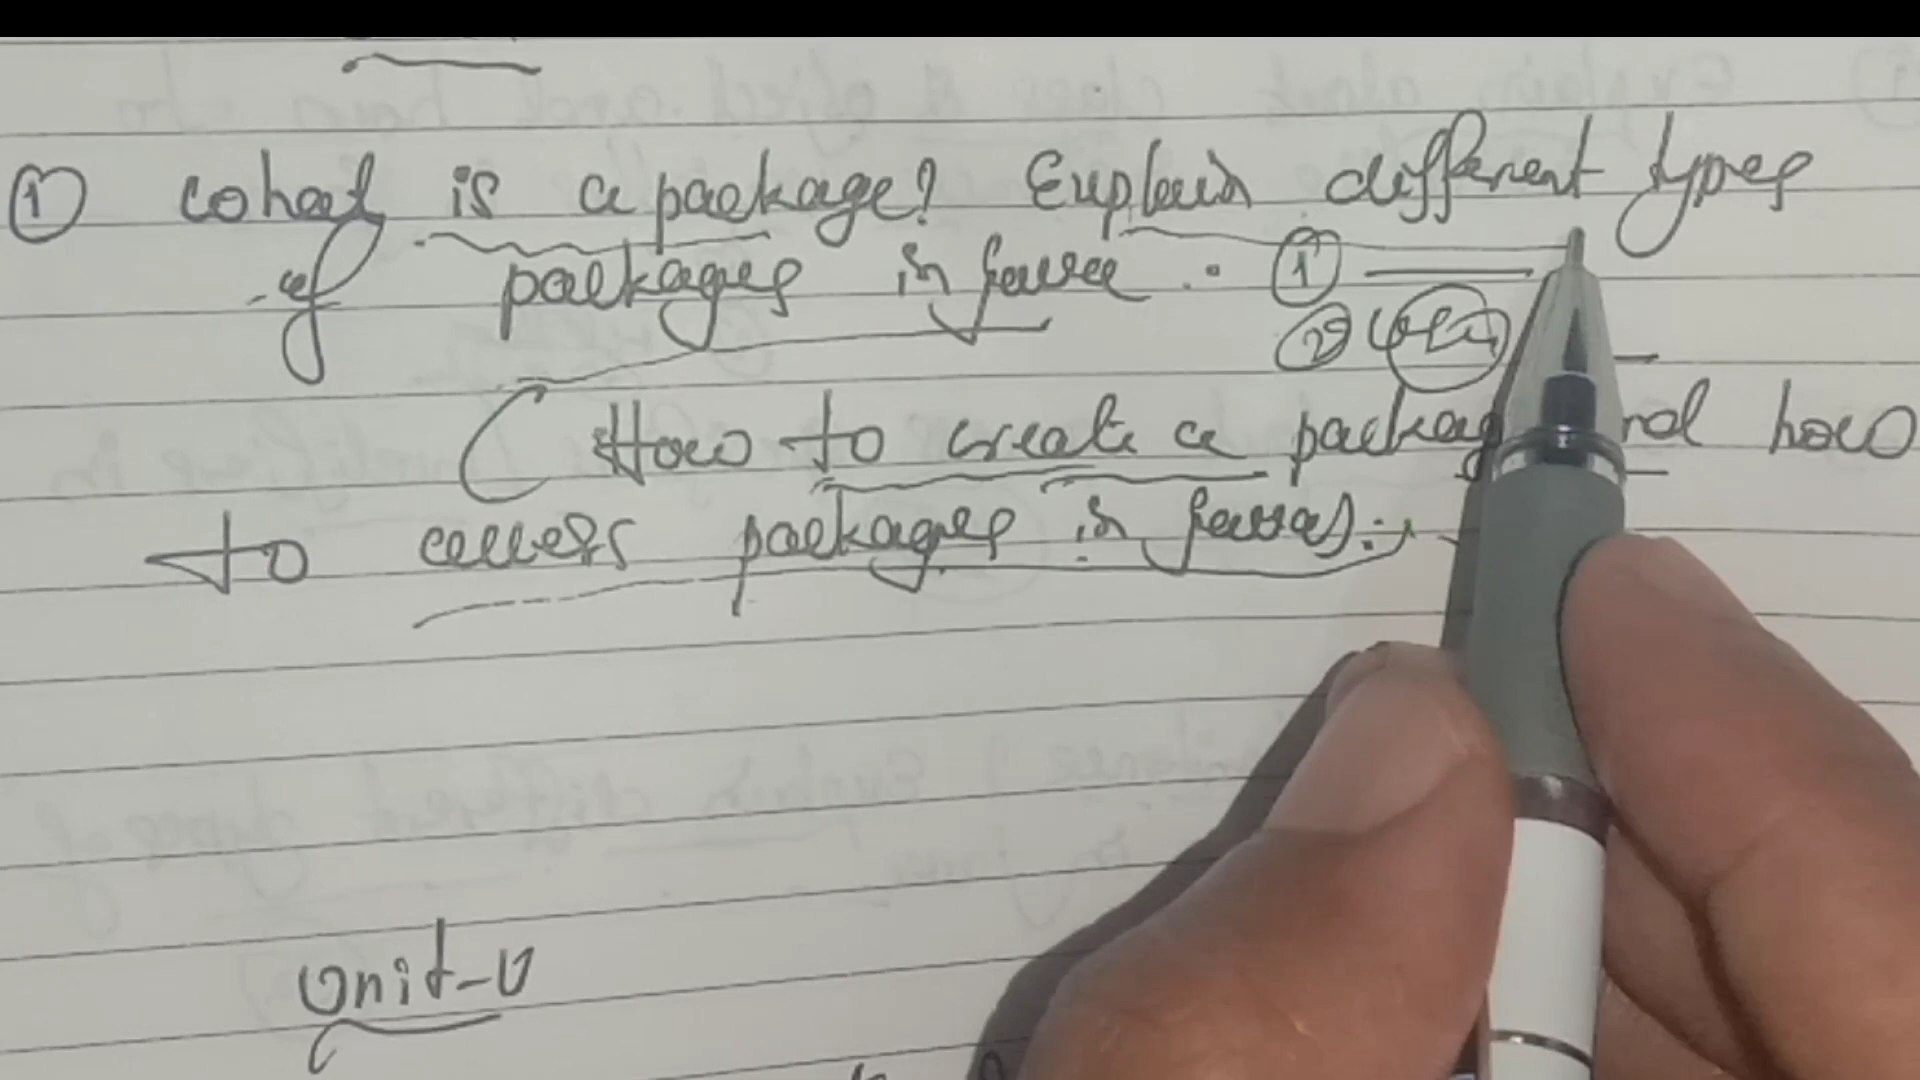 ① What is a package? Explain different types
of packages in Java. ①
② User
(How to create a package and how
to access packages in Java).
Unit-V